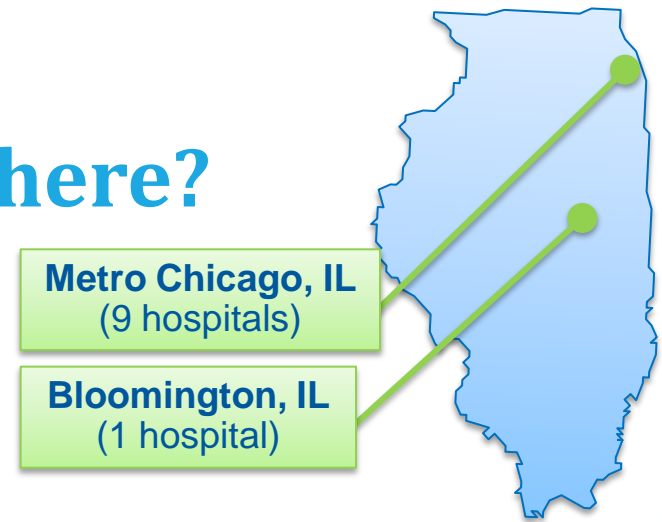 here?
Metro Chicago, IL
(9 hospitals)
Bloomington, IL
(1 hospital)